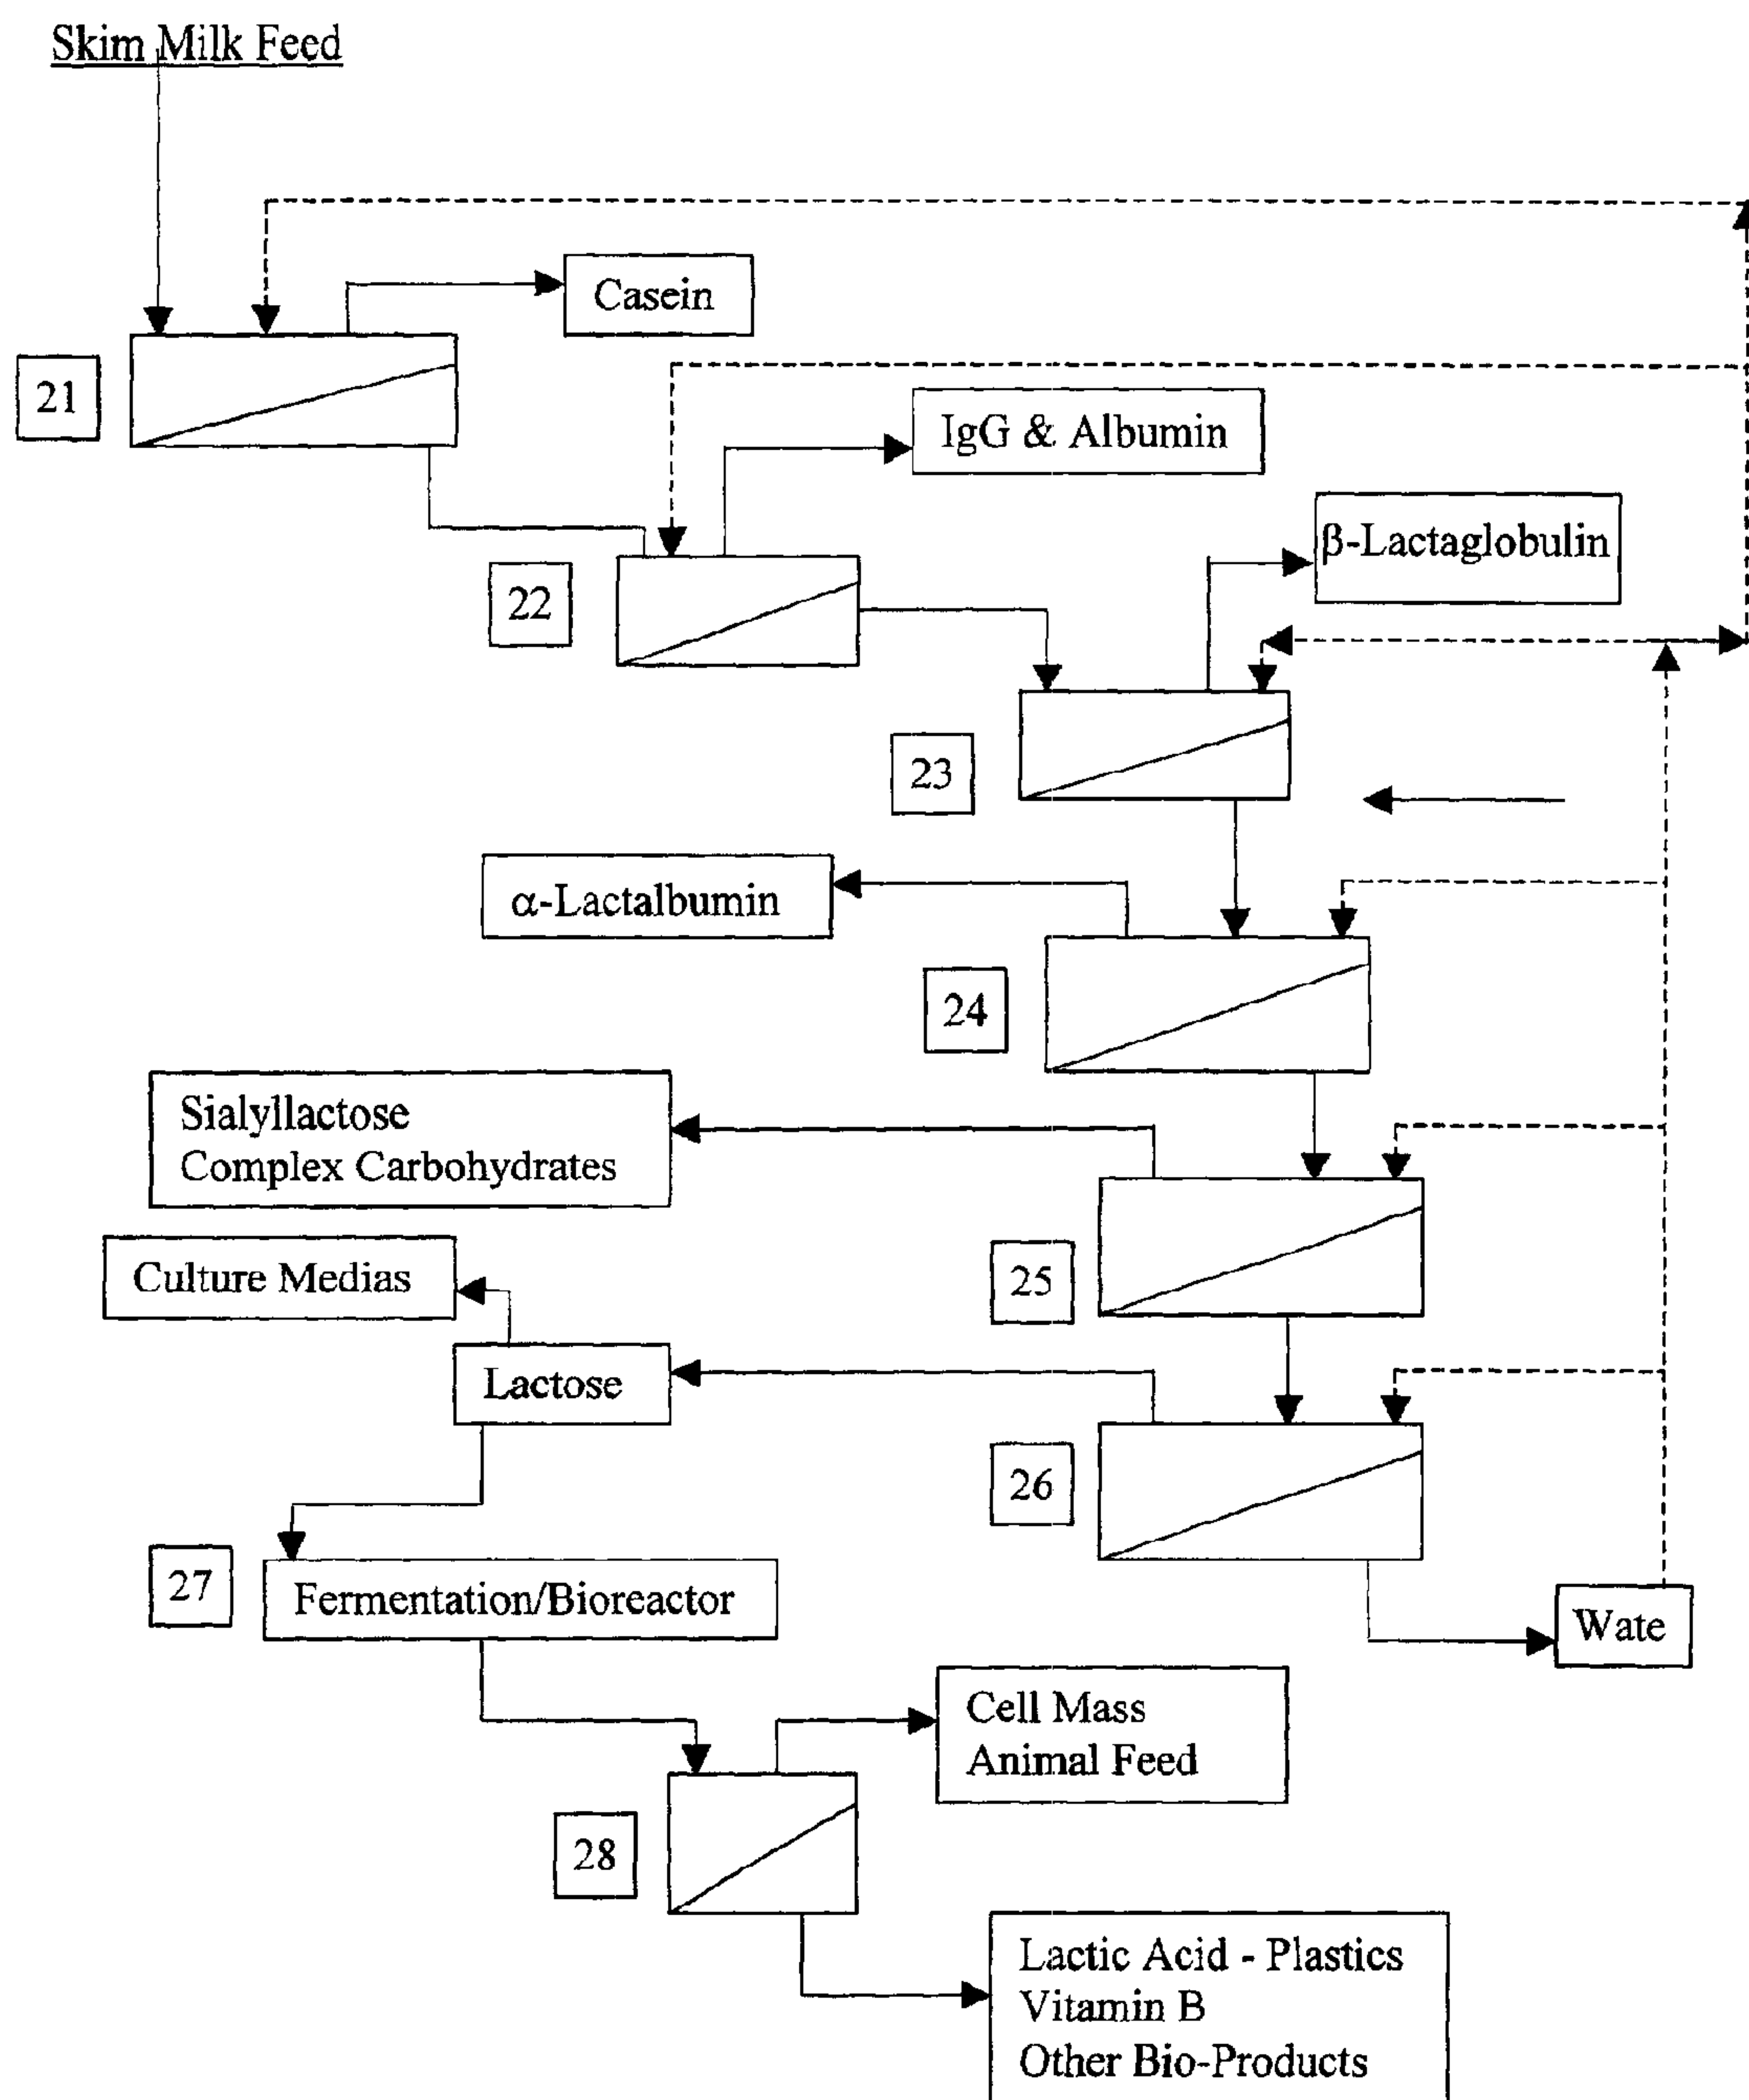 Skim Milk Feed
Casein
21
IgG & Albumin
β-Lactaglobulin
22
23
α-Lactalbumin
24
Sialyllactose
Complex Carbohydrates
Culture Medias
25
Lactose
26
27
Fermentation/Bioreactor
Wate
Cell Mass
Animal Feed
28
Lactic Acid - Plastics
Vitamin B
Other Bio-Products